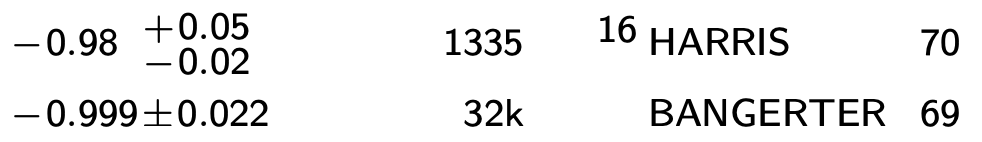 −0.98 +0.05 −0.02 1335 16 HARRIS 70
−0.999±0.022 32k BANGERTER 69